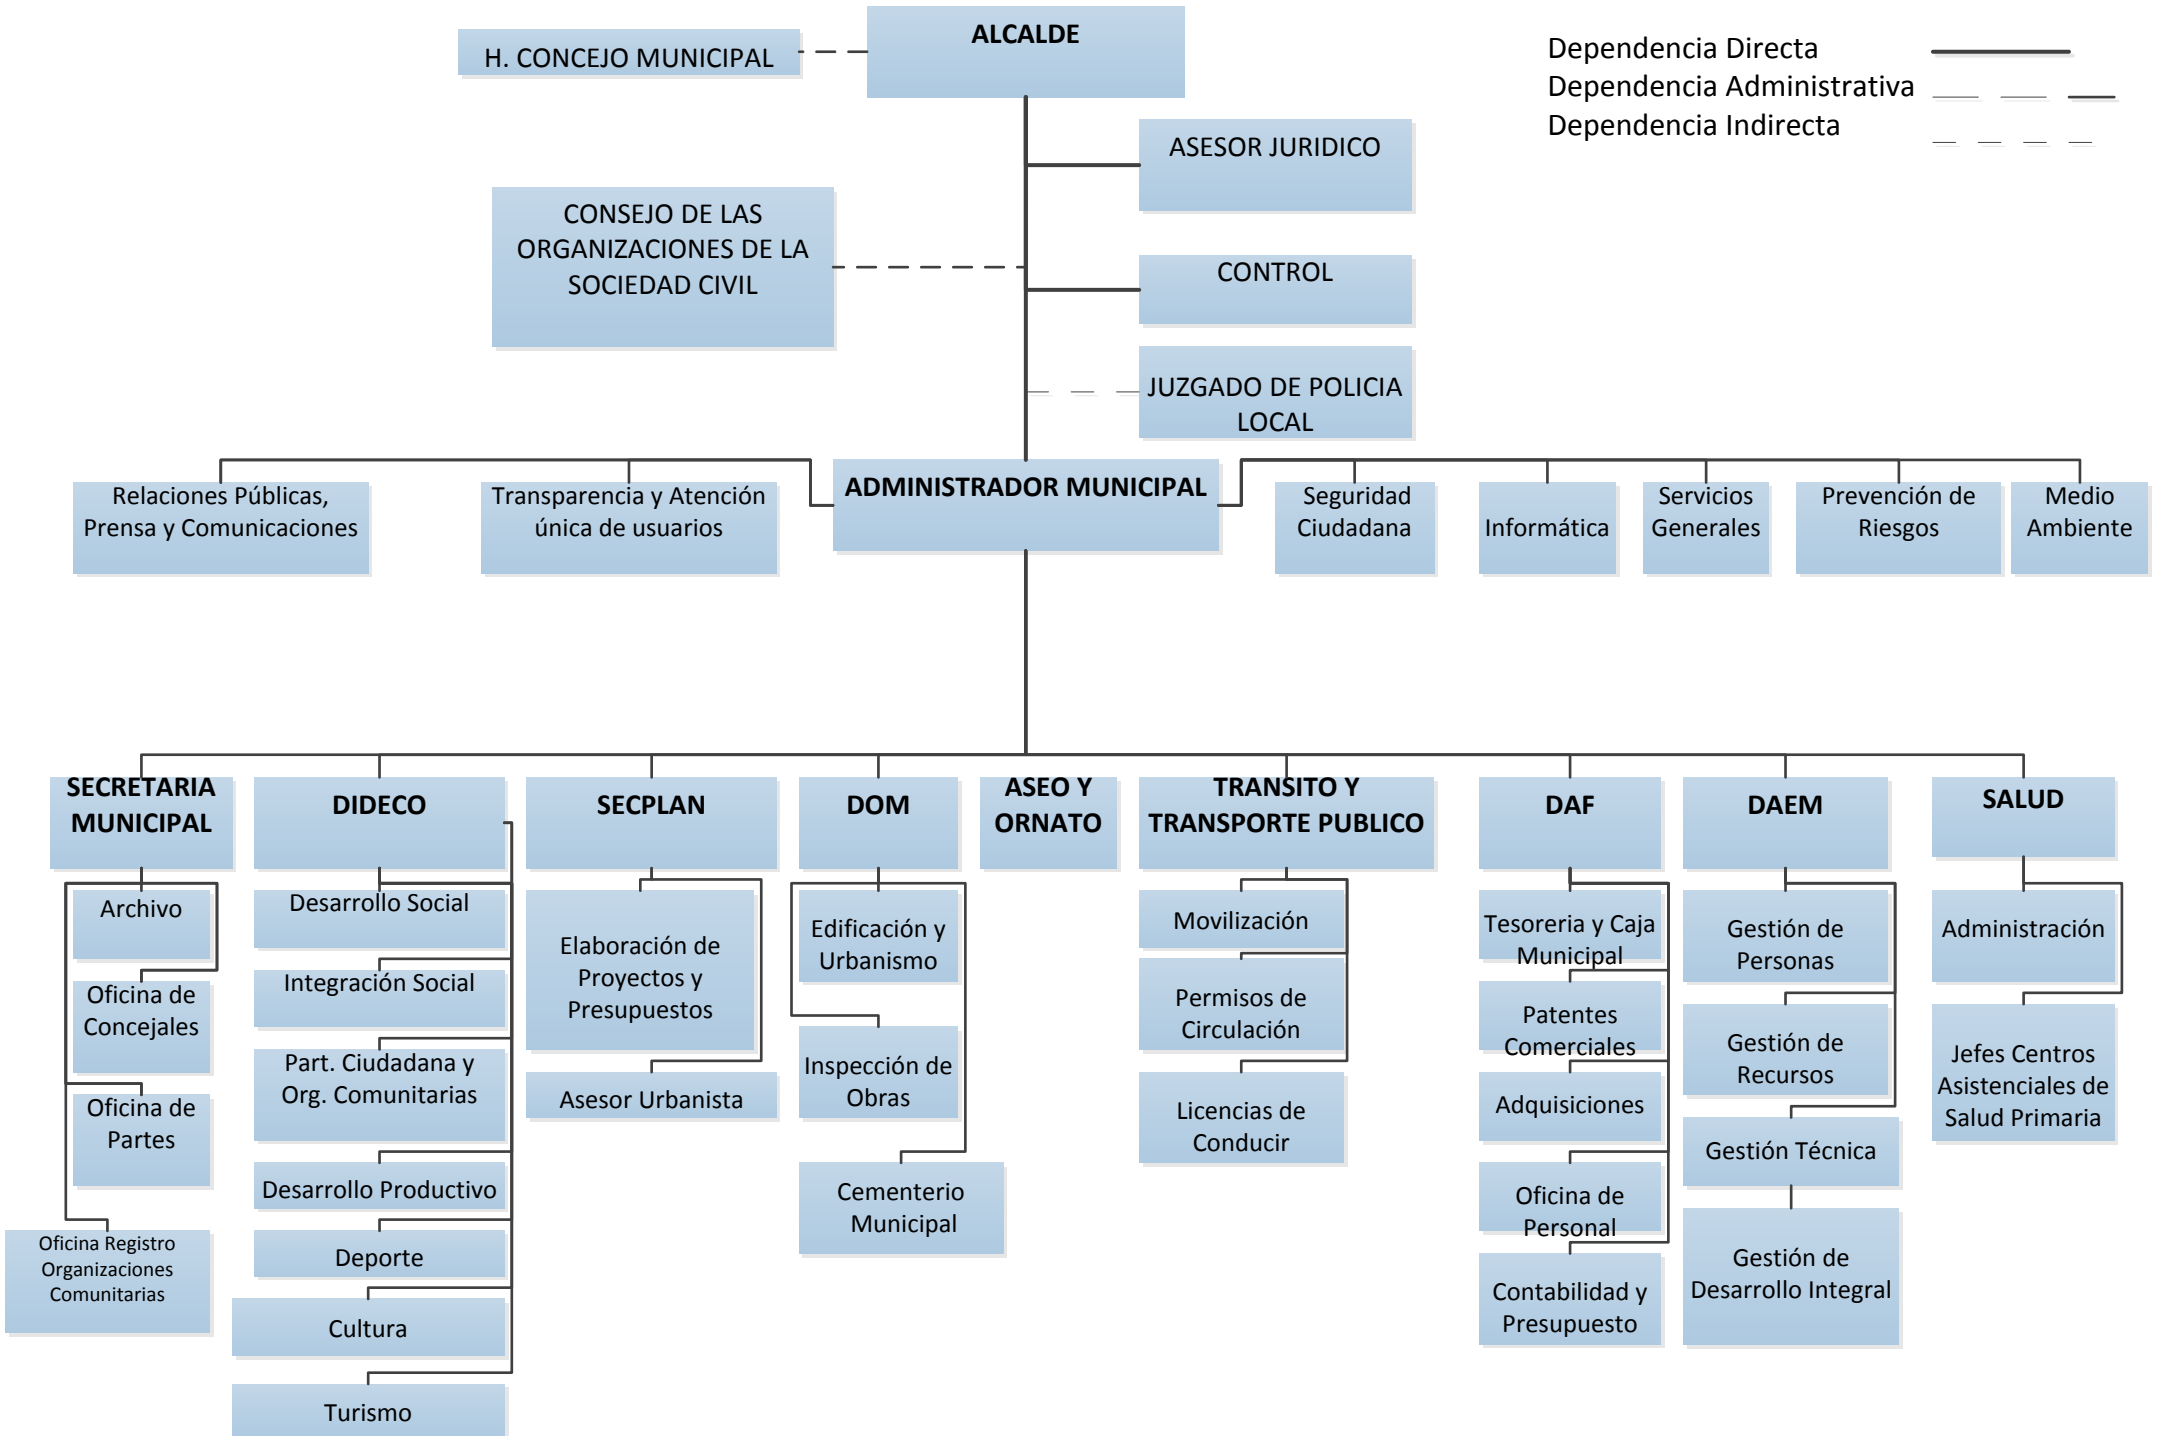 ALCALDE
H. CONCEJO MUNICIPAL
Dependencia Directa
Dependencia Administrativa
Dependencia Indirecta
ASESOR JURIDICO
CONSEJO DE LAS
ORGANIZACIONES DE LA
SOCIEDAD CIVIL
CONTROL
JUZGADO DE POLICIA
LOCAL
ADMINISTRADOR MUNICIPAL
Relaciones Públicas,
Prensa y Comunicaciones
Transparencia y Atención
única de usuarios
Seguridad
Ciudadana
Informática
Servicios
Generales
Prevención de
Riesgos
Medio
Ambiente
SECRETARIA
MUNICIPAL
DIDECO
SECPLAN
DOM
ASEO Y
ORNATO
TRANSITO Y
TRANSPORTE PUBLICO
DAF
DAEM
SALUD
Archivo
Oficina de
Concejales
Oficina de
Partes
Oficina Registro
Organizaciones
Comunitarias
Desarrollo Social
Integración Social
Part. Ciudadana y
Org. Comunitarias
Desarrollo Productivo
Deporte
Cultura
Turismo
Elaboración de
Proyectos y
Presupuestos
Asesor Urbanista
Edificación y
Urbanismo
Inspección de
Obras
Cementerio
Municipal
Movilización
Permisos de
Circulación
Licencias de
Conducir
Tesoreria y Caja
Municipal
Patentes
Comerciales
Adquisiciones
Oficina de
Personal
Contabilidad y
Presupuesto
Gestión de
Personas
Gestión de
Recursos
Gestión Técnica
Gestión de
Desarrollo Integral
Administración
Jefes Centros
Asistenciales de
Salud Primaria